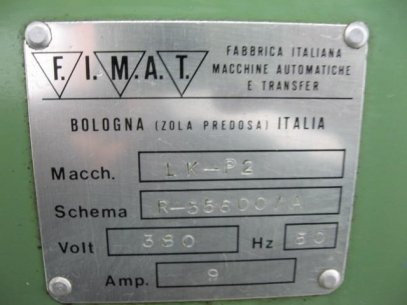 F.I.M.A.T.
FABBRICA ITALIANA
MACCHINE AUTOMATICHE
E TRANSFER
BOLOGNA (ZOLA PREDOSA) ITALIA
Macch. LK-P2
Schema
Volt 380 Hz 50
Amp. 9